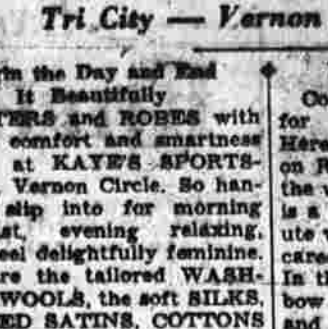 Tri City — Vernon
in the Day and End
It Beautifully
TERS and ROBES with
comfort and smartness
at KAYE'S SPORTS-
Vernon Circle. So han-
slip into for morning
st, evening relaxing,
eel delightfully feminine.
re the tailored WASH-
WOOLS, the soft SILKS,
ED SATINS, COTTONS
for
Here
on
the
is a
ute
care
In th
bow
and